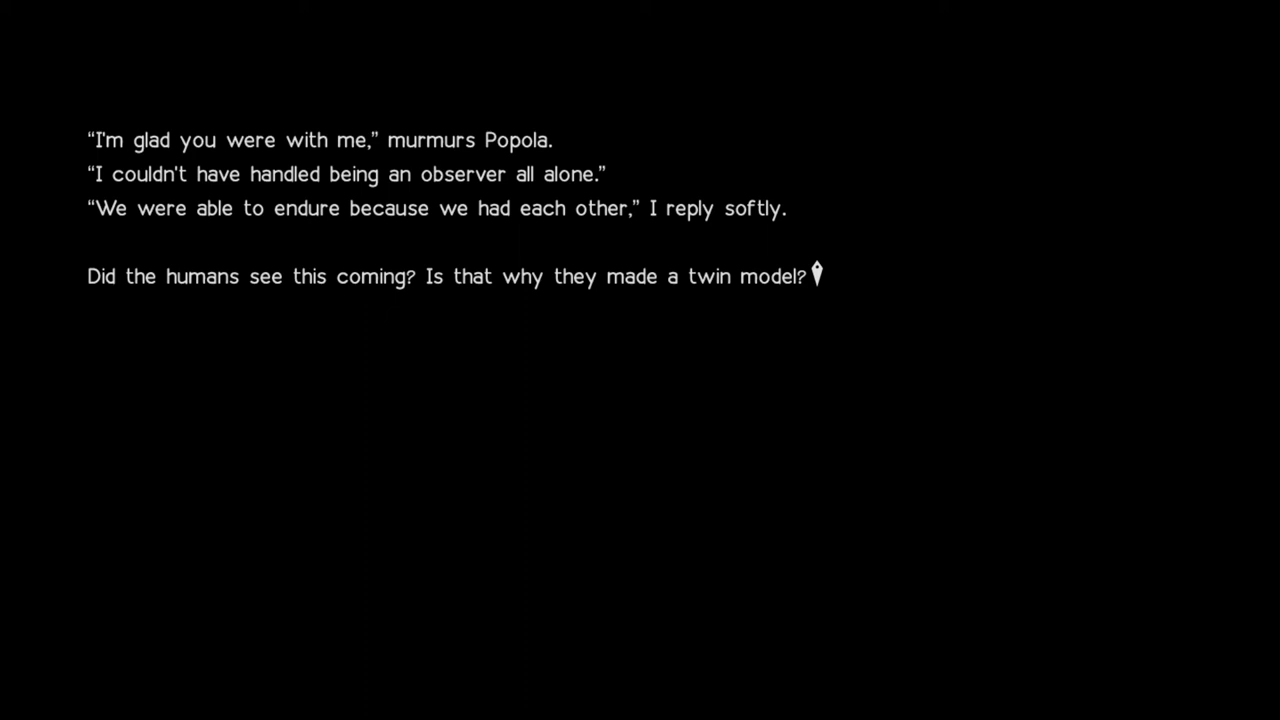 “I'm glad you were with me,” murmurs Popola.
“I couldn't have handled being an observer all alone.”
“We were able to endure because we had each other,” I reply softly.
Did the humans see this coming? Is that why they made a twin model?